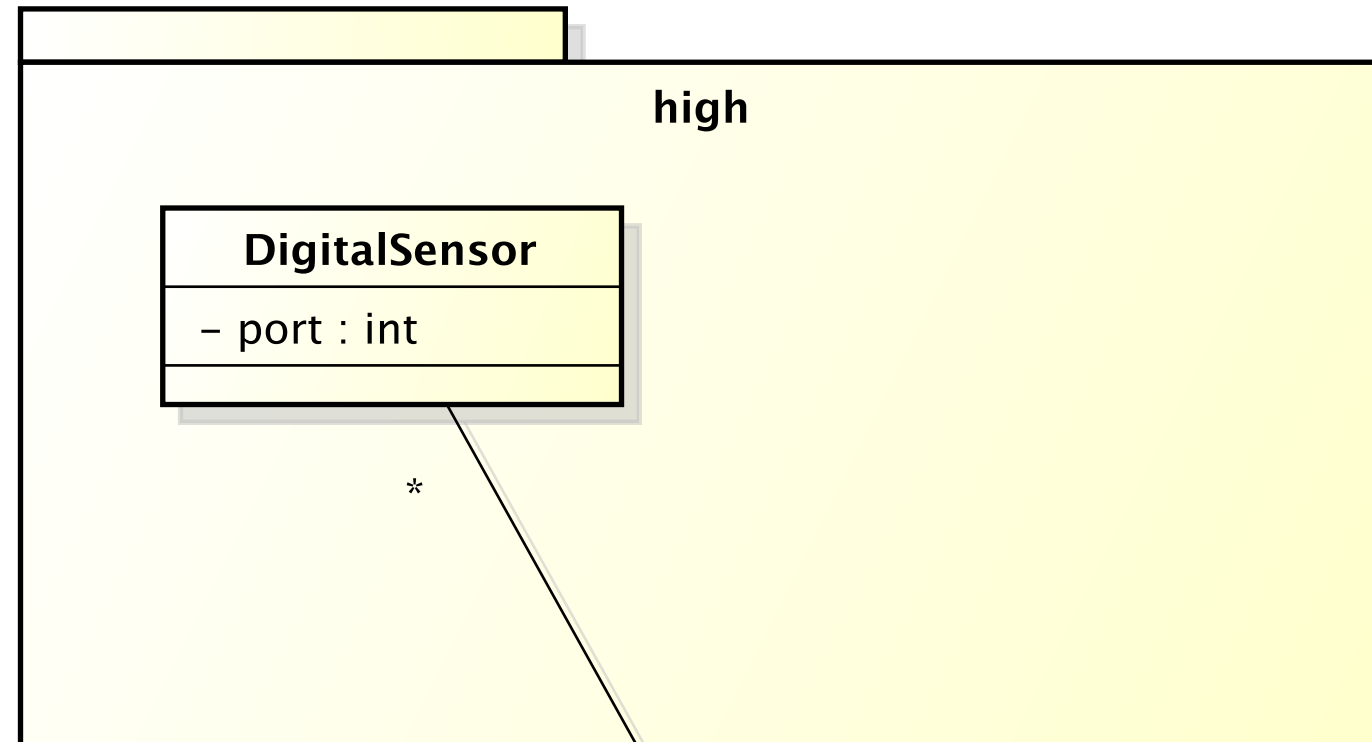 high
DigitalSensor
– port : int
*